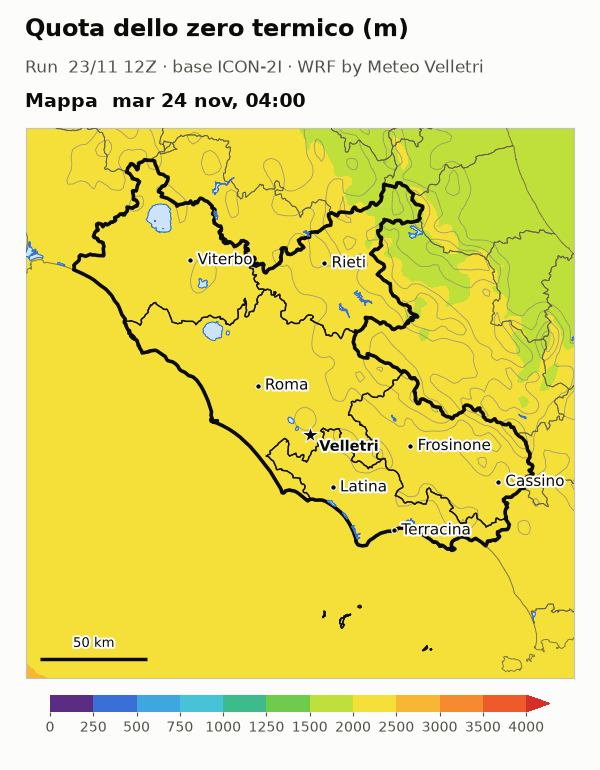 Quota dello zero termico (m)
Run  23/11 12Z · base ICON-2I · WRF by Meteo Velletri
Mappa  mar 24 nov, 04:00
Viterbo
Rieti
Roma
Velletri
Frosinone
Cassino
Latina
Terracina
50 km
0 250 500 750 1000 1250 1500 2000 2500 3000 3500 4000